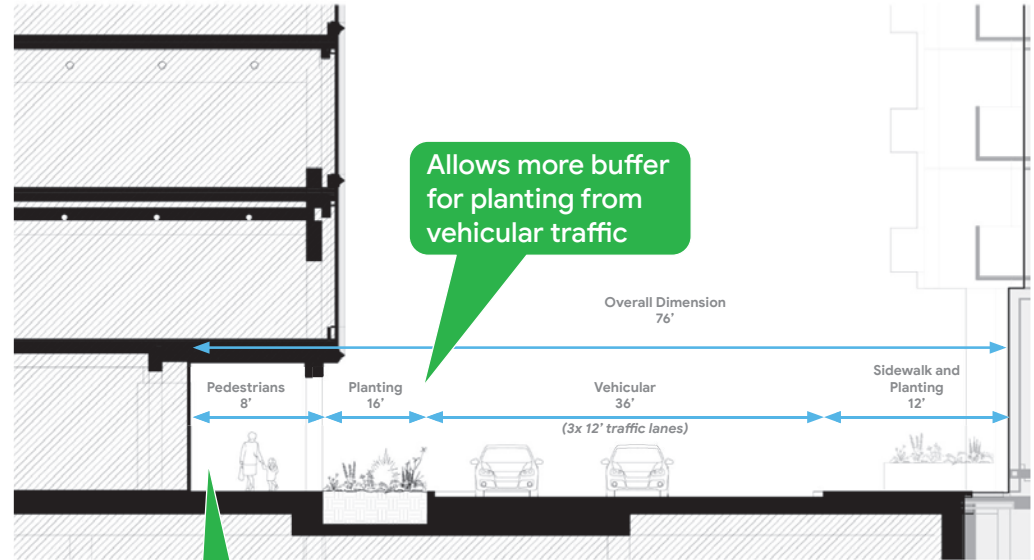 Allows more buffer
for planting from
vehicular traffic
Overall Dimension
76’
Pedestrians
8’
Planting
16’
Vehicular
36’
(3x 12’ traffic lanes)
Sidewalk and
Planting
12’